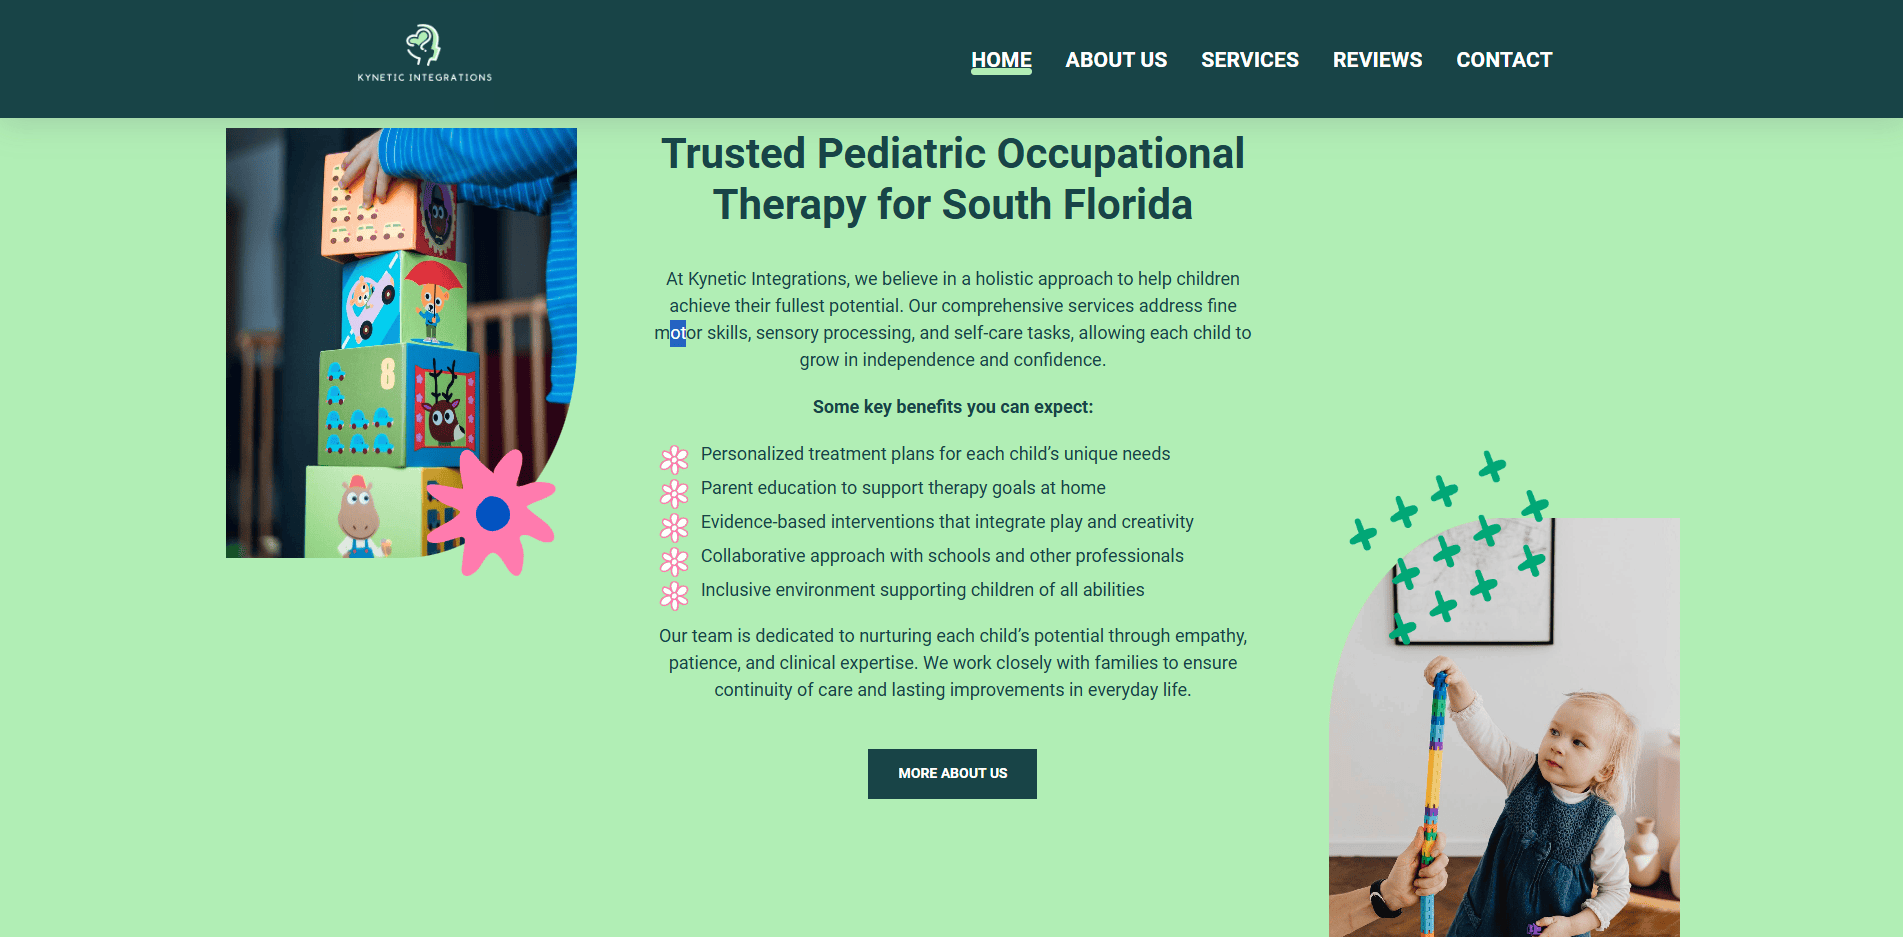 KYNETIC INTEGRATIONS
HOME ABOUT US SERVICES REVIEWS CONTACT
Trusted Pediatric Occupational
Therapy for South Florida
At Kynetic Integrations, we believe in a holistic approach to help children
achieve their fullest potential. Our comprehensive services address fine
motor skills, sensory processing, and self-care tasks, allowing each child to
grow in independence and confidence.
Some key benefits you can expect:
Personalized treatment plans for each child’s unique needs
Parent education to support therapy goals at home
Evidence-based interventions that integrate play and creativity
Collaborative approach with schools and other professionals
Inclusive environment supporting children of all abilities
Our team is dedicated to nurturing each child’s potential through empathy,
patience, and clinical expertise. We work closely with families to ensure
continuity of care and lasting improvements in everyday life.
MORE ABOUT US
8